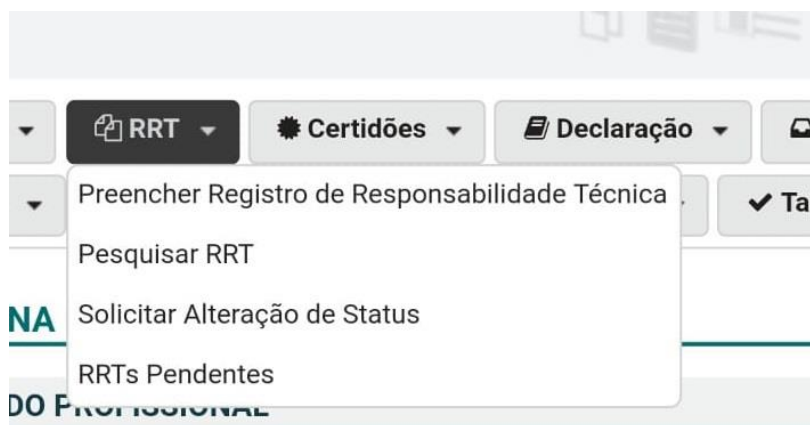 RRT
Certidões
Declaração
Preencher Registro de Responsabilidade Técnica
Pesquisar RRT
Solicitar Alteração de Status
RRTs Pendentes
Ta
NA
DO PROFISSIONAL